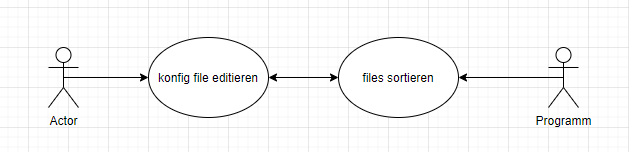 konfig file editieren
files sortieren
Actor
Programm